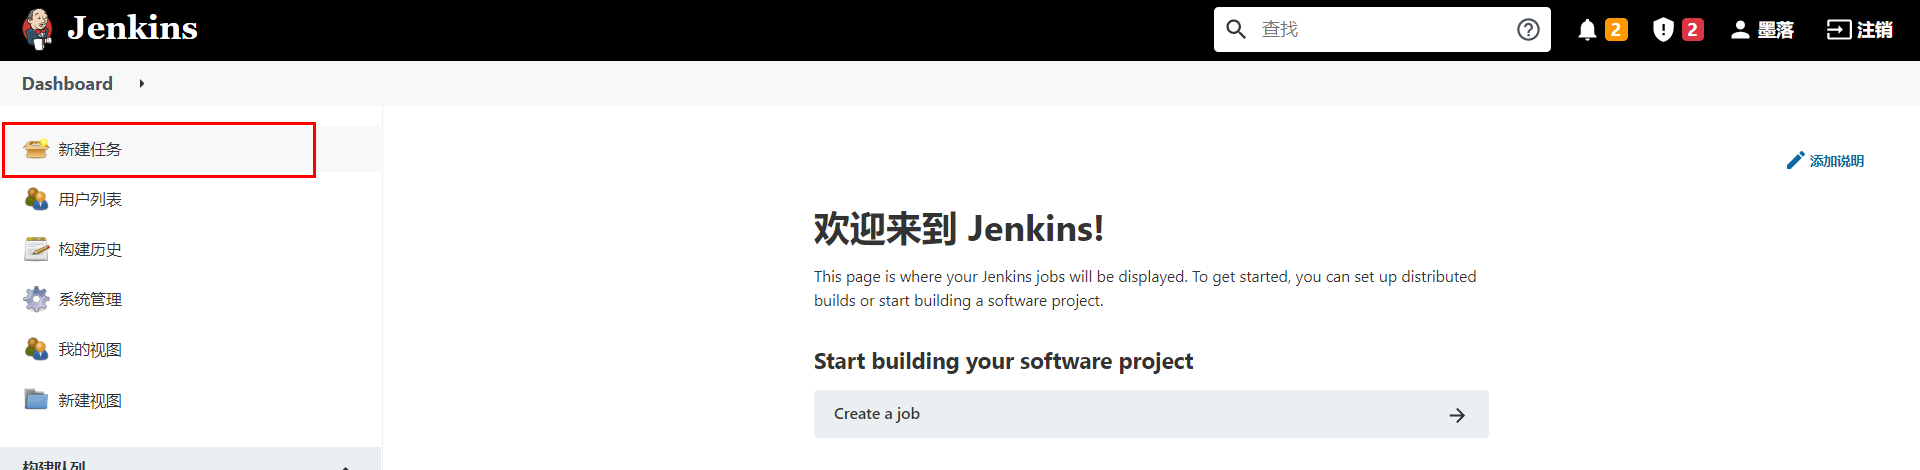 Jenkins
查找
2
2
墨落
注销
Dashboard
新建任务
用户列表
构建历史
系统管理
我的视图
新建视图
构建队列
添加说明
欢迎来到 Jenkins!
This page is where your Jenkins jobs will be displayed. To get started, you can set up distributed
builds or start building a software project.
Start building your software project
Create a job